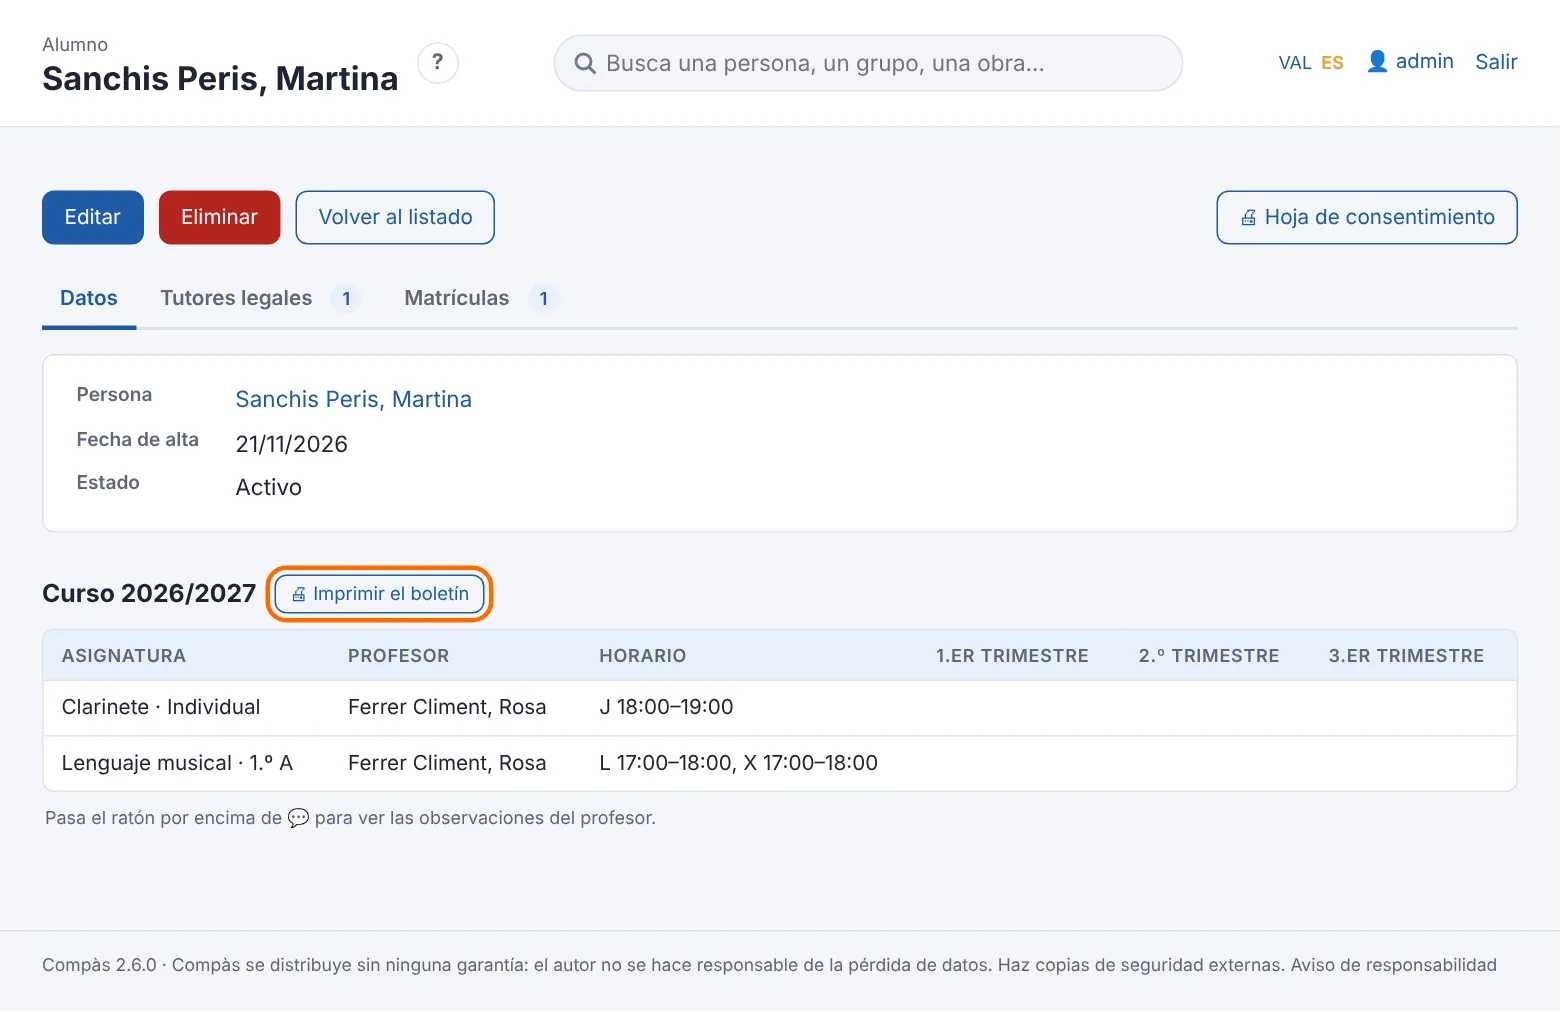 Alumno
Sanchis Peris, Martina
?
Busca una persona, un grupo, una obra...
VAL ES
admin
Salir
Editar
Eliminar
Volver al listado
Hoja de consentimiento
Datos
Tutores legales 1
Matrículas 1
Persona Sanchis Peris, Martina
Fecha de alta 21/11/2026
Estado Activo
Curso 2026/2027 Imprimir el boletín
ASIGNATURA PROFESOR HORARIO 1.ER TRIMESTRE 2.º TRIMESTRE 3.ER TRIMESTRE
Clarinete · Individual Ferrer Climent, Rosa J 18:00–19:00
Lenguaje musical · 1.º A Ferrer Climent, Rosa L 17:00–18:00, X 17:00–18:00
Pasa el ratón por encima de 💬 para ver las observaciones del profesor.
Compàs 2.6.0 · Compàs se distribuye sin ninguna garantía: el autor no se hace responsable de la pérdida de datos. Haz copias de seguridad externas. Aviso de responsabilidad